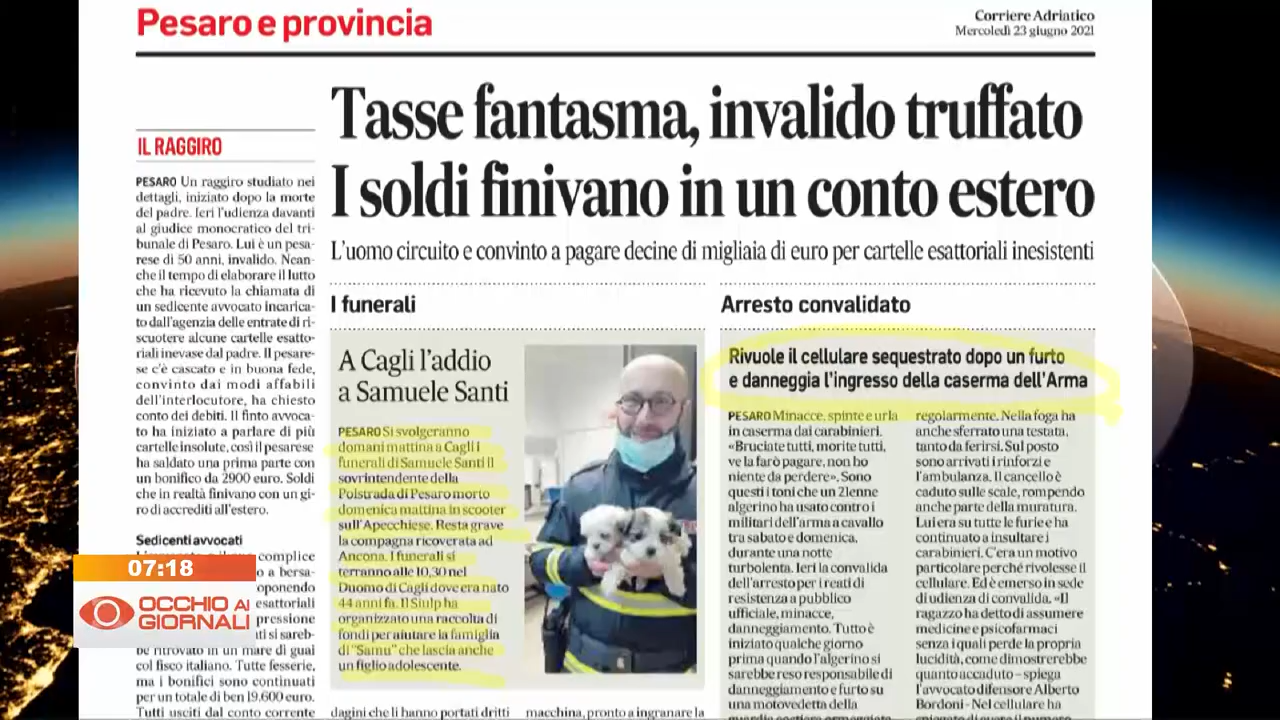 Pesaro e provincia
Corriere Adriatico
Mercoledì 23 giugno 2021
Tasse fantasma, invalido truffato
I soldi finivano in un conto estero
L'uomo circuito e convinto a pagare decine di migliaia di euro per cartelle esattoriali inesistenti
IL RAGGIRO
PESARO Un raggiro studiato nei
dettagli, iniziato dopo la morte
del padre. Ieri l'udienza davanti
al giudice monocratico del tri-
bunale di Pesaro. Lui è un pesa-
rese di 50 anni, invalido. Nean-
che il tempo di elaborare il lutto
che ha ricevuto la chiamata di
un sedicente avvocato incarica-
to dall'agenzia delle entrate di ri-
scuotere alcune cartelle esatto-
riali inevase dal padre. Il pesare-
se c'è cascato e in buona fede,
convinto dai modi affabili
dell'interlocutore, ha chiesto
conto dei debiti. Il finto avvoca-
to ha iniziato a parlare di più
cartelle insolute, così il pesarese
ha saldato una prima parte con
un bonifico da 2900 euro. Soldi
che in realtà finivano con un gi-
ro di accrediti all'estero.
Sedicenti avvocati
complice
o a bersa-
oponendo
esattoriali
pressione
ti si sareb-
be ritrovato in un mare di guai
col fisco italiano. Tutte fesserie,
ma i bonifici sono continuati
per un totale di ben 19.600 euro.
Tutti usciti dal conto corrente
I funerali
A Cagli l'addio
a Samuele Santi
PESARO Si svolgeranno
domani mattina a Cagli i
funerali di Samuele Santi il
sovrintendente della
Polstrada di Pesaro morto
domenica mattina in scooter
sull'Apecchiese. Resta grave
la compagna ricoverata ad
Ancona. I funerali si
terranno alle 10,30 nel
Duomo di Cagli dove era nato
44 anni fa. Il Siulp ha
organizzato una raccolta di
fondi per aiutare la famiglia
di "Samu" che lascia anche
un figlio adolescente.
dagini che li hanno portati dritti
macchina, pronto a ingranare la
Arresto convalidato
Rivuole il cellulare sequestrato dopo un furto
e danneggia l'ingresso della caserma dell'Arma
PESARO Minacce, spinte e urla
in caserma dai carabinieri.
«Bruciate tutti, morite tutti,
ve la farò pagare, non ho
niente da perdere». Sono
questi i toni che un 21enne
algerino ha usato contro i
militari dell'arma a cavallo
tra sabato e domenica,
durante una notte
turbolenta. Ieri la convalida
dell'arresto per i reati di
resistenza a pubblico
ufficiale, minacce,
danneggiamento. Tutto è
iniziato qualche giorno
prima quando l'algerino si
sarebbe reso responsabile di
danneggiamento e furto su
una motovedetta della
regolarmente. Nella foga ha
anche sferrato una testata,
tanto da ferirsi. Sul posto
sono arrivati i rinforzi e
l'ambulanza. Il cancello è
caduto sulle scale, rompendo
anche parte della muratura.
Lui era su tutte le furie e ha
continuato a insultare i
carabinieri. C'era un motivo
particolare perché rivolesse il
cellulare. Ed è emerso in sede
di udienza di convalida. «Il
ragazzo ha detto di assumere
medicine e psicofarmaci
senza i quali perde la propria
lucidità, come dimostrerebbe
quanto accaduto – spiega
l'avvocato difensore Alberto
Bordoni - Nel cellulare ha
07:18
OCCHIO AI
GIORNALI